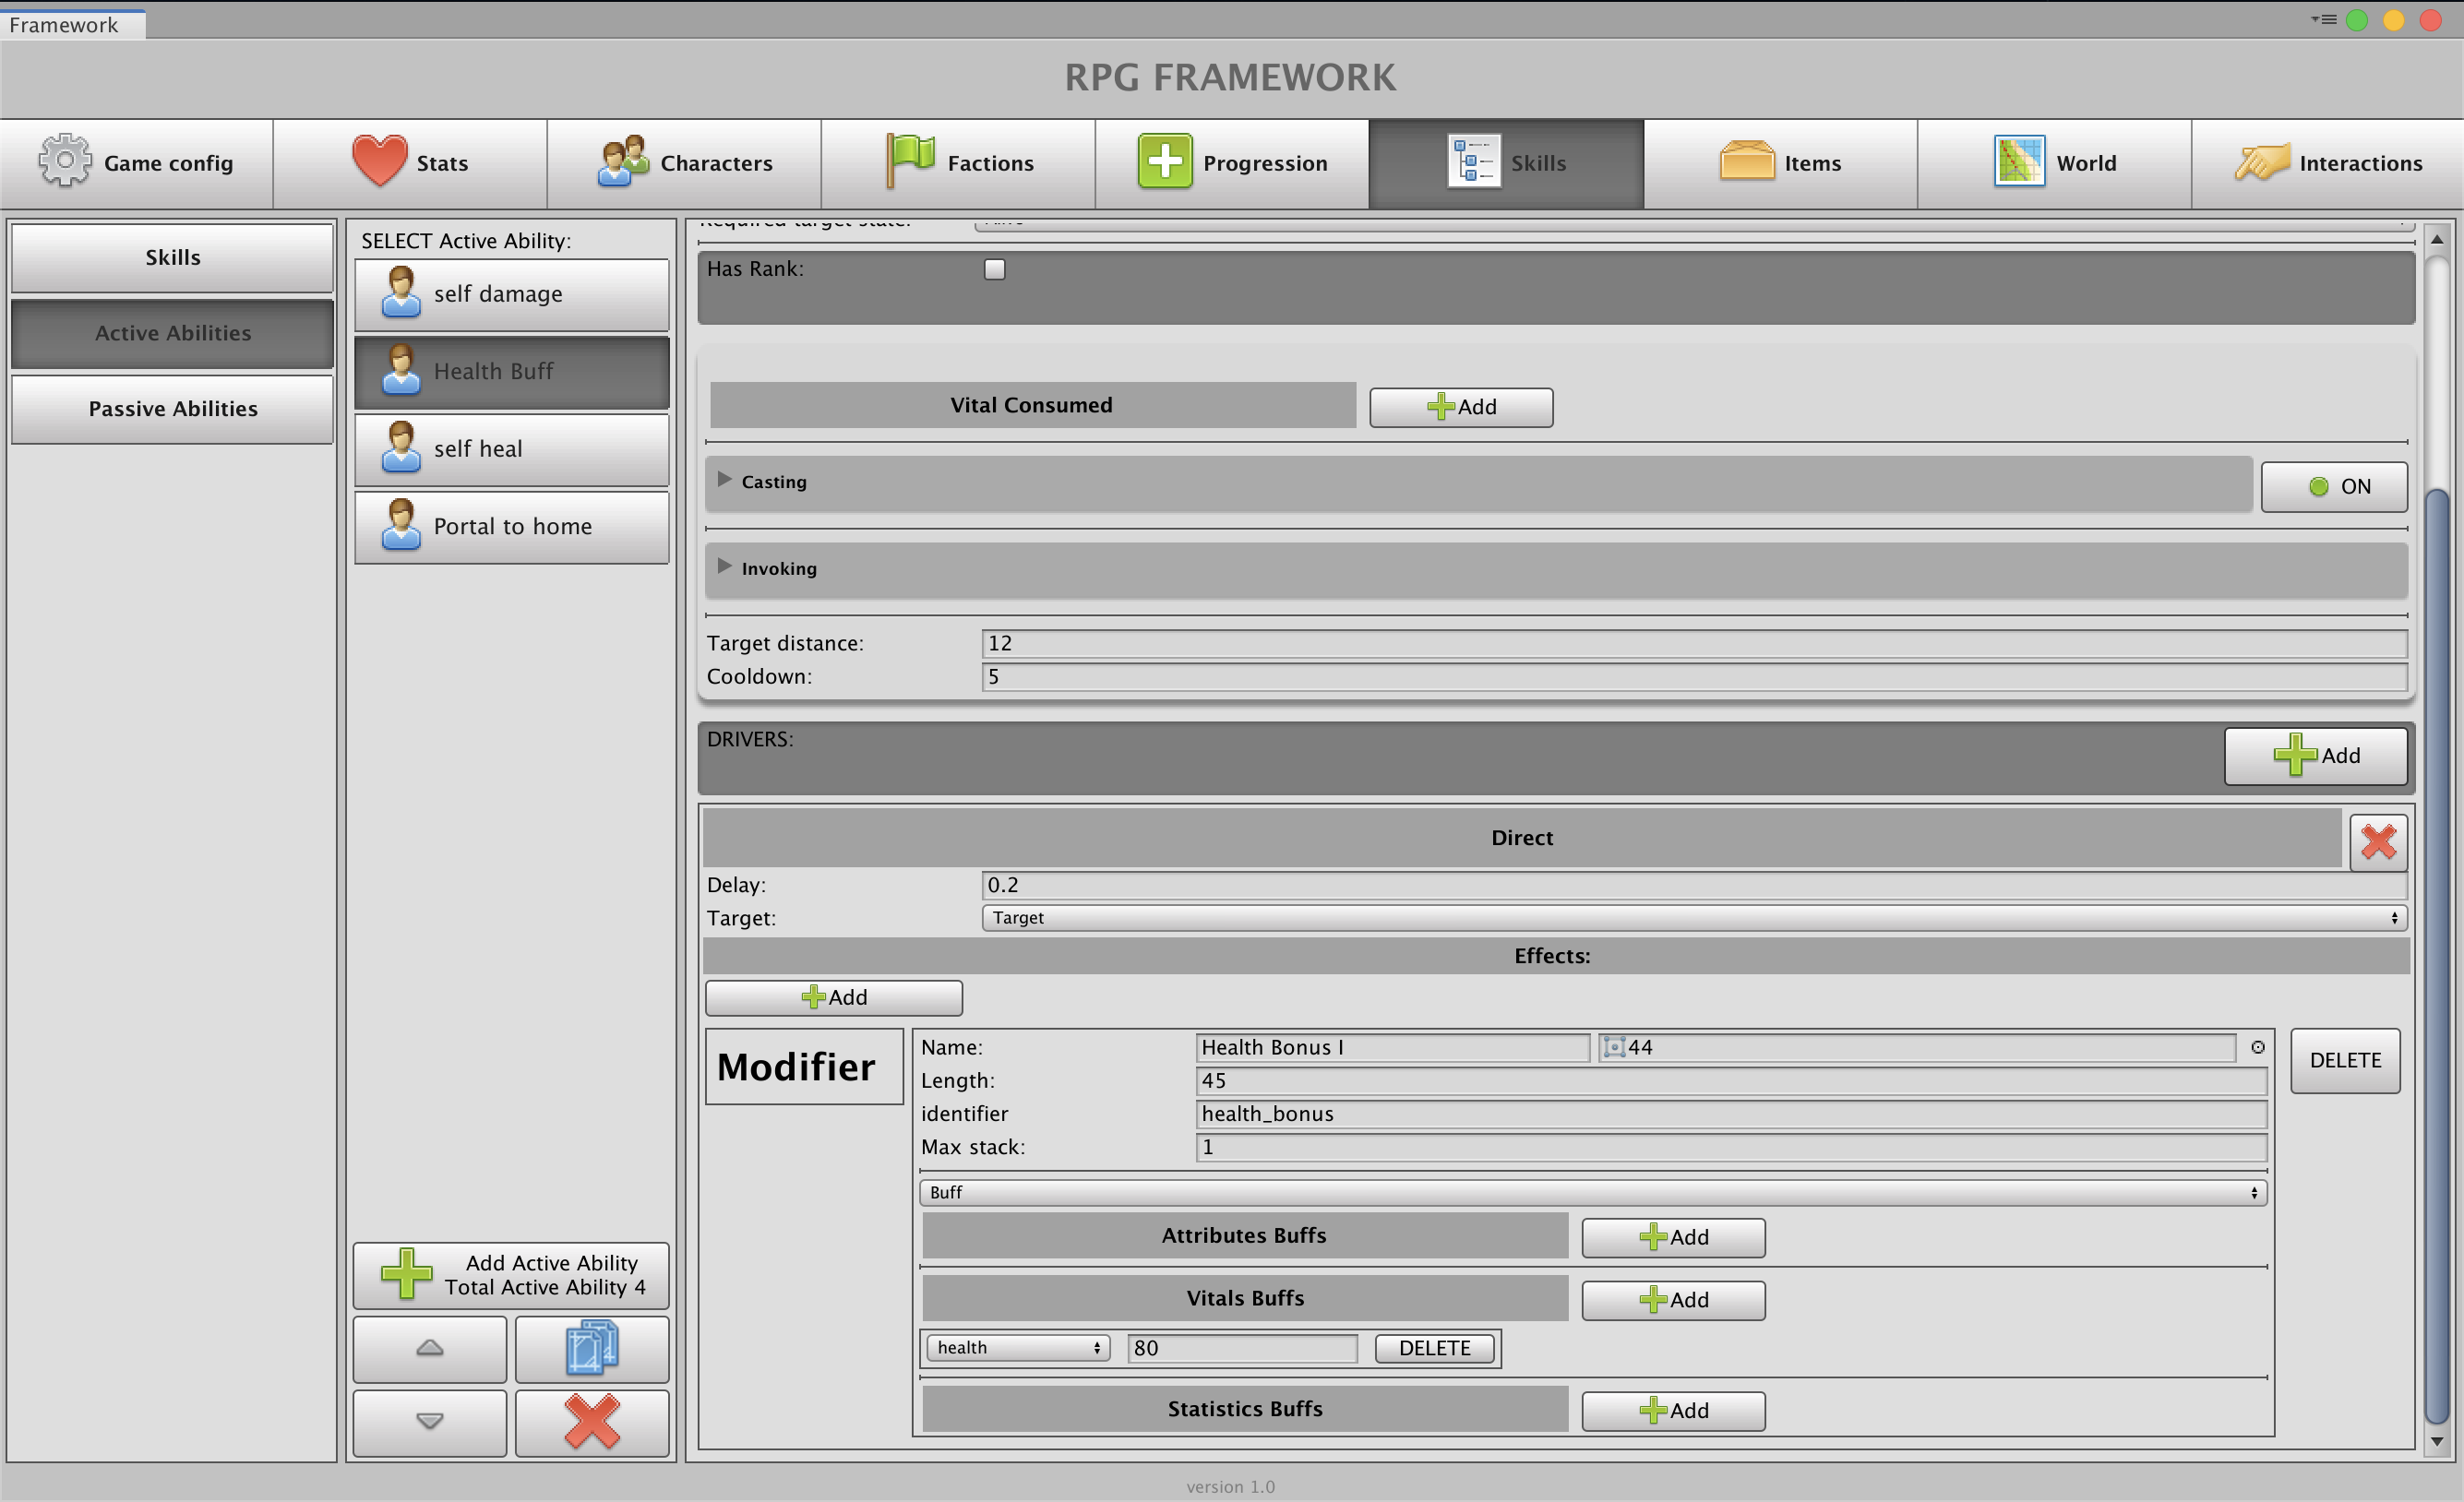 Framework
RPG FRAMEWORK
Game config
Stats
Characters
Factions
Progression
Skills
Items
World
Interactions
Skills
Active Abilities
Passive Abilities
SELECT Active Ability:
self damage
Health Buff
self heal
Portal to home
Add Active Ability
Total Active Ability 4
Required target state:
Has Rank:
Vital Consumed
Add
Casting
ON
Invoking
Target distance: 12
Cooldown: 5
DRIVERS:
Add
Direct
Delay: 0.2
Target: Target
Effects:
Add
Modifier
Name: Health Bonus I 44
DELETE
Length: 45
identifier health_bonus
Max stack: 1
Buff
Attributes Buffs
Add
Vitals Buffs
Add
health 80 DELETE
Statistics Buffs
Add
version 1.0